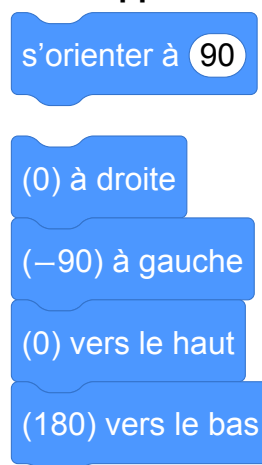 s’orienter à 90
(0) à droite
(−90) à gauche
(0) vers le haut
(180) vers le bas